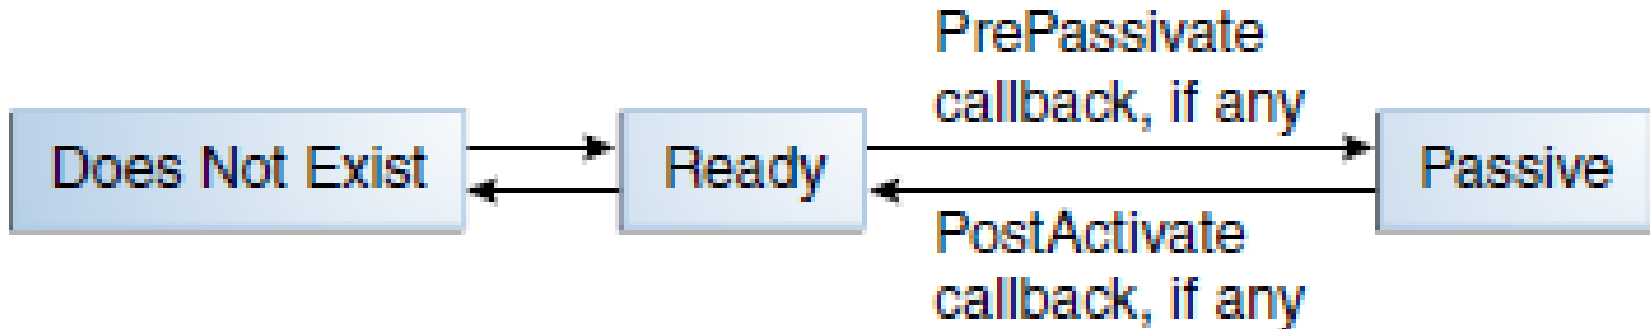 PrePassivate
callback, if any
Does Not Exist
Ready
Passive
PostActivate
callback, if any